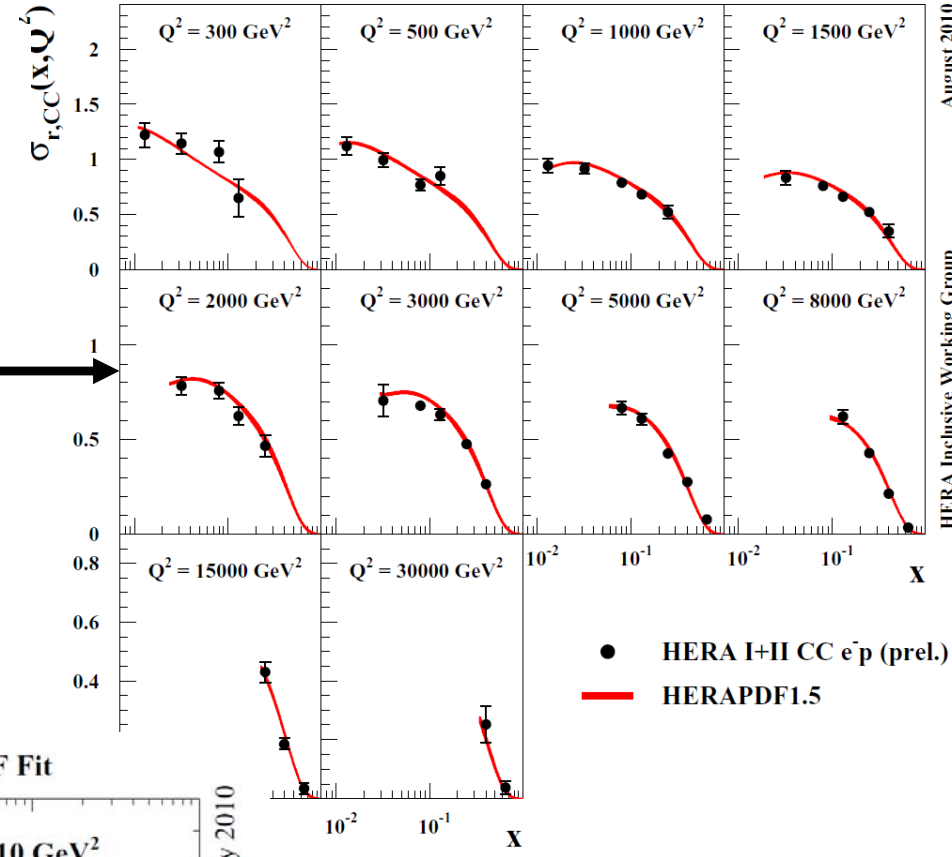 σr,CC(x,Q²)
Q² = 300 GeV²
Q² = 500 GeV²
Q² = 1000 GeV²
Q² = 1500 GeV²
2
1.5
1
0.5
0
Q² = 2000 GeV²
Q² = 3000 GeV²
Q² = 5000 GeV²
Q² = 8000 GeV²
1
0.5
0
10⁻²
10⁻¹
10⁻²
10⁻¹
x
Q² = 15000 GeV²
Q² = 30000 GeV²
0.8
0.6
0.4
10⁻²
10⁻¹
x
HERA I+II CC e⁻p (prel.)
HERAPDF1.5
August 2010
HERA Inclusive Working Group
F Fit
10 GeV²
y 2010